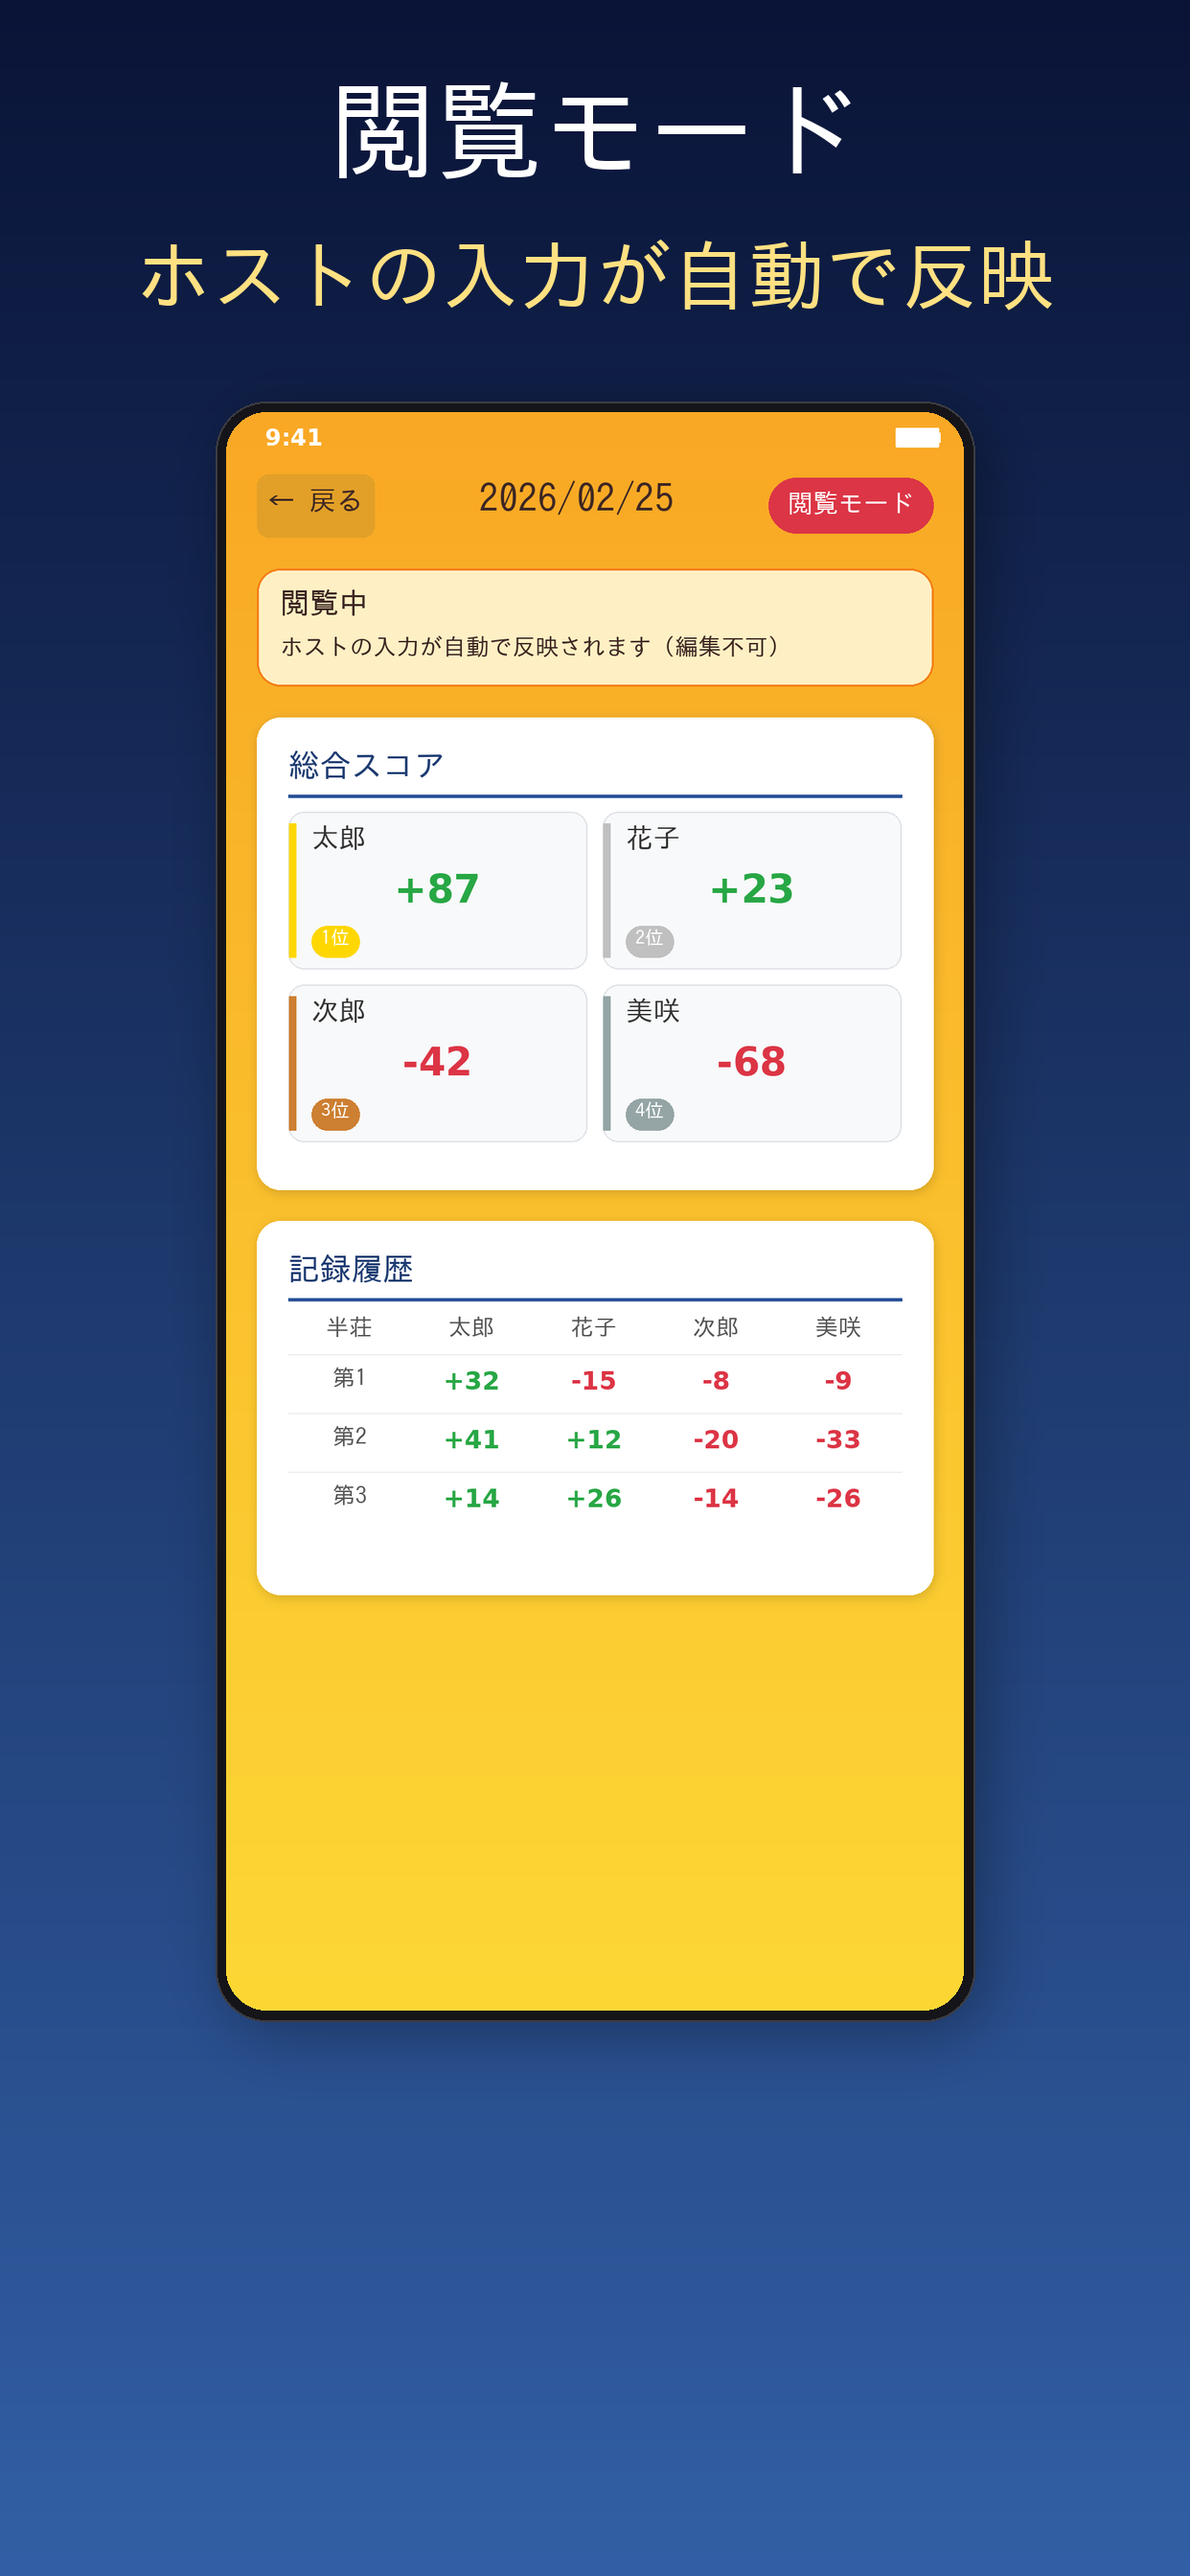 閲覧モード
ホストの入力が自動で反映
9:41
← 戻る
2026/02/25
閲覧モード
閲覧中
ホストの入力が自動で反映されます（編集不可）
総合スコア
太郎
+87
1位
花子
+23
2位
次郎
-42
3位
美咲
-68
4位
記録履歴
半荘 太郎 花子 次郎 美咲
第1 +32 -15 -8 -9
第2 +41 +12 -20 -33
第3 +14 +26 -14 -26